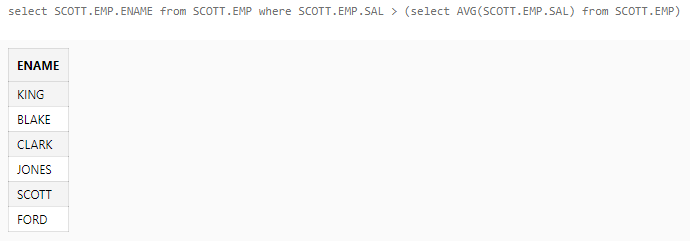 select SCOTT.EMP.ENAME from SCOTT.EMP where SCOTT.EMP.SAL > (select AVG(SCOTT.EMP.SAL) from SCOTT.EMP)
ENAME
KING
BLAKE
CLARK
JONES
SCOTT
FORD